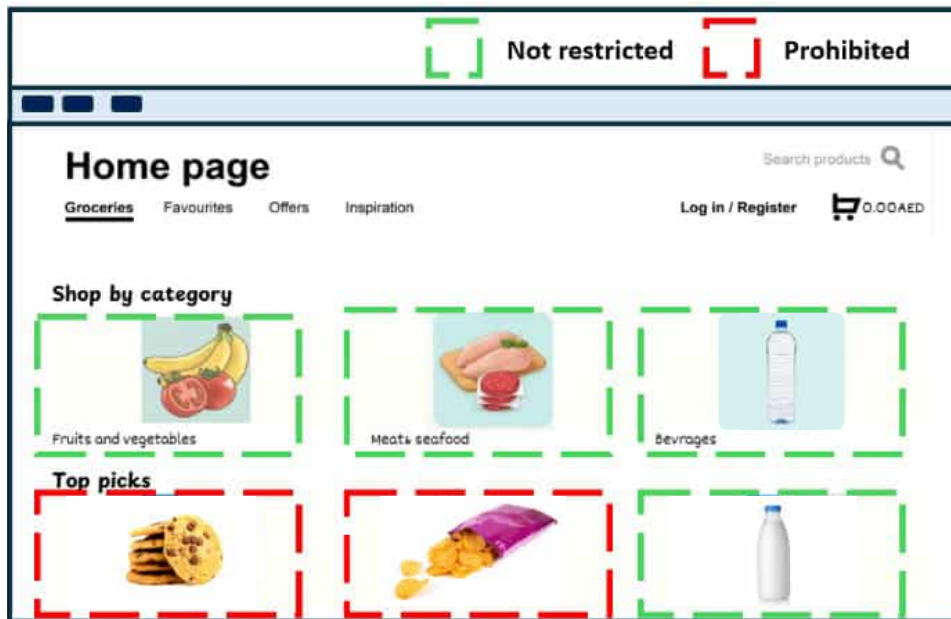 Not restricted Prohibited
Home page
Search products
Groceries Favourites Offers Inspiration Log in / Register 0.00AED
Shop by category
Fruits and vegetables Meat& seafood Bevrages
Top picks